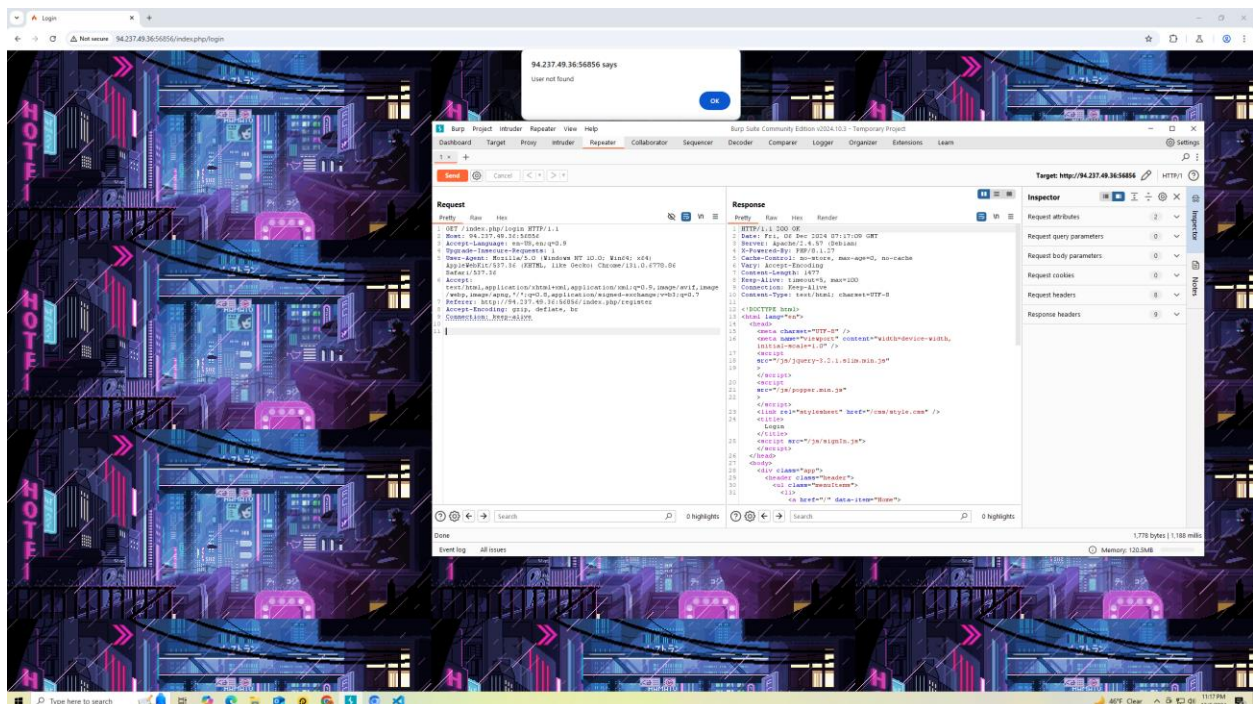 Login
Not secure 94.237.49.36:56856/index.php/login
94.237.49.36:56856 says
User not found
OK
Burp Project Intruder Repeater View Help
Burp Suite Community Edition v2024.10.3 - Temporary Project
Dashboard Target Proxy Intruder Repeater Collaborator Sequencer Decoder Comparer Logger Organizer Extensions Learn
Settings
1 × +
Send Cancel < >
Target: http://94.237.49.36:56856 HTTP/1
Request
Pretty Raw Hex
1 GET /index.php/login HTTP/1.1
2 Host: 94.237.49.36:56856
3 Accept-Language: en-US,en;q=0.9
4 Upgrade-Insecure-Requests: 1
5 User-Agent: Mozilla/5.0 (Windows NT 10.0; Win64; x64)
AppleWebKit/537.36 (KHTML, like Gecko) Chrome/131.0.6778.86
Safari/537.36
6 Accept:
text/html,application/xhtml+xml,application/xml;q=0.9,image/avif,image
/webp,image/apng,*/*;q=0.8,application/signed-exchange;v=b3;q=0.7
7 Referer: http://94.237.49.36:56856/index.php/register
8 Accept-Encoding: gzip, deflate, br
9 Connection: keep-alive
10
11
Search
0 highlights
Response
Pretty Raw Hex Render
1 HTTP/1.1 200 OK
2 Date: Fri, 06 Dec 2024 07:17:09 GMT
3 Server: Apache/2.4.57 (Debian)
4 X-Powered-By: PHP/8.1.27
5 Cache-Control: no-store, max-age=0, no-cache
6 Vary: Accept-Encoding
7 Content-Length: 1477
8 Keep-Alive: timeout=5, max=100
9 Connection: Keep-Alive
10 Content-Type: text/html; charset=UTF-8
11
12 <!DOCTYPE html>
13 <html lang="en">
14 <head>
15 <meta charset="UTF-8" />
16 <meta name="viewport" content="width=device-width,
initial-scale=1.0" />
17 <script
18 src="/js/jquery-3.2.1.slim.min.js"
19 >
</script>
20 <script
21 src="/js/popper.min.js"
22 >
</script>
23 <link rel="stylesheet" href="/css/style.css" />
24 <title>
Login
</title>
25 <script src="/js/signIn.js">
</script>
26 </head>
27 <body>
28 <div class="app">
29 <header class="header">
30 <ul class="menuItems">
31 <li>
<a href="/" data-item="Home">
Search
0 highlights
Inspector
Request attributes 2
Request query parameters 0
Request body parameters 0
Request cookies 0
Request headers 8
Response headers 9
Inspector
Notes
Done
1,778 bytes | 1,188 millis
Event log All issues
Memory: 120.5MB
HOTEL
HOTEL
Type here to search
46°F Clear
11:17 PM